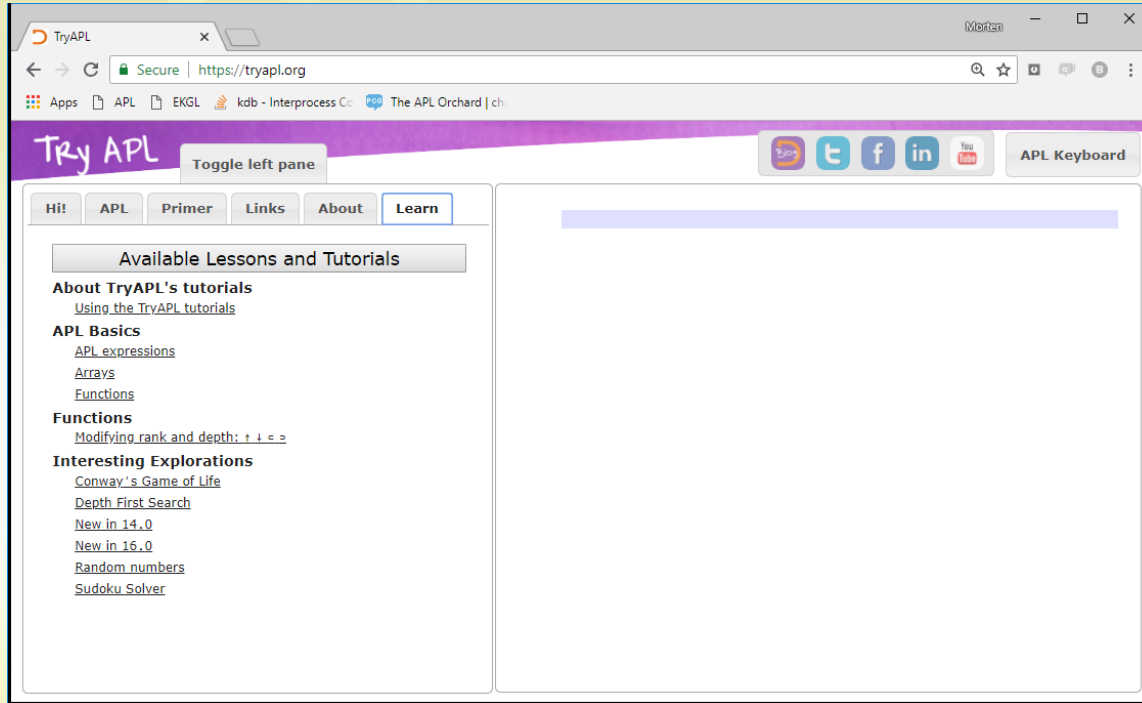 TryAPL
Morten
Secure | https://tryapl.org
Apps APL EKGL kdb - Interprocess Co The APL Orchard | ch
Try APL
Toggle left pane
Blog
You
Tube
APL Keyboard
Hi! APL Primer Links About Learn
Available Lessons and Tutorials
About TryAPL's tutorials
Using the TryAPL tutorials
APL Basics
APL expressions
Arrays
Functions
Functions
Modifying rank and depth: ↑ ↓ ⊂ ⊃
Interesting Explorations
Conway's Game of Life
Depth First Search
New in 14.0
New in 16.0
Random numbers
Sudoku Solver